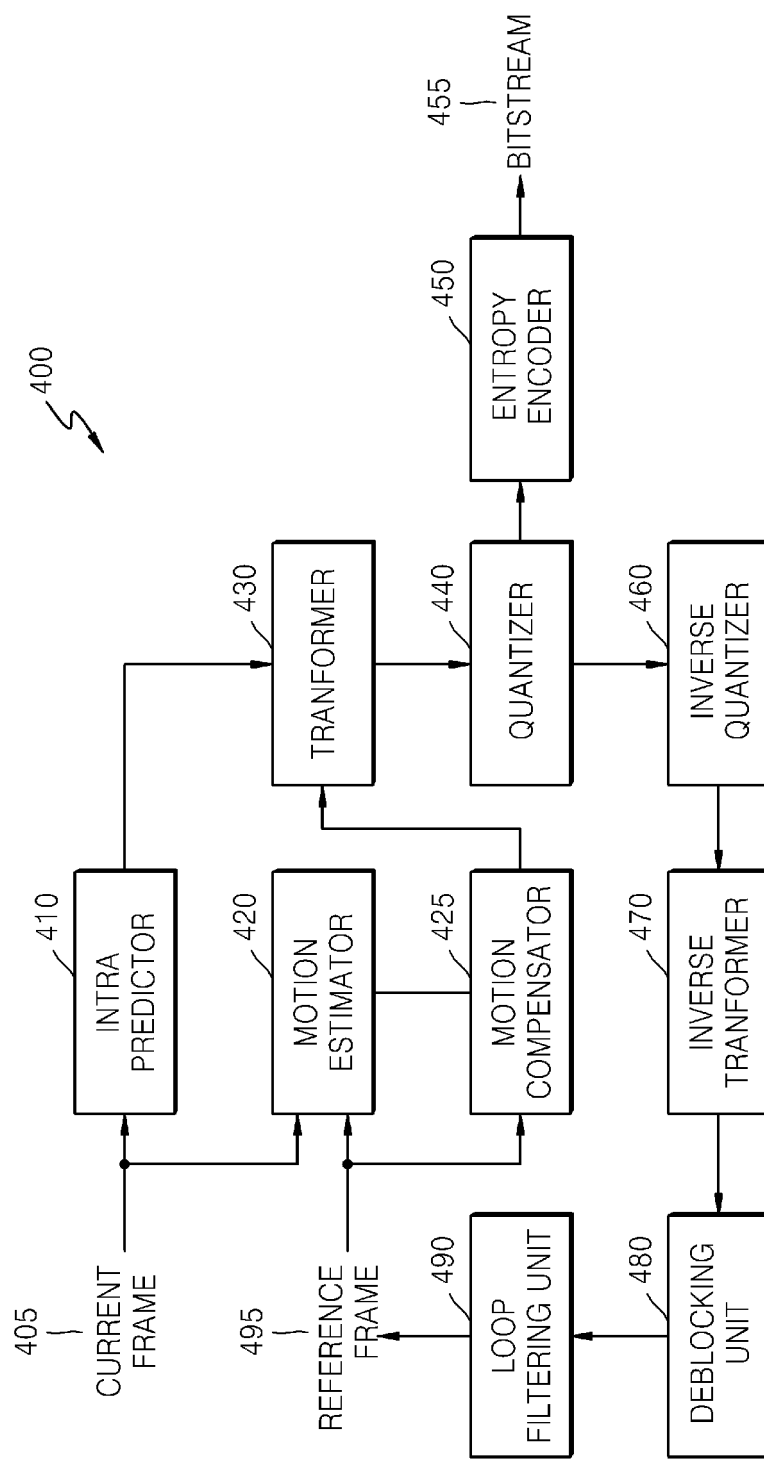 400
405
CURRENT
FRAME
410
INTRA
PREDICTOR
495
REFERENCE
FRAME
420
MOTION
ESTIMATOR
430
TRANFORMER
490
LOOP
FILTERING UNIT
425
MOTION
COMPENSATOR
440
QUANTIZER
450
ENTROPY
ENCODER
455
BITSTREAM
480
DEBLOCKING
UNIT
470
INVERSE
TRANFORMER
460
INVERSE
QUANTIZER